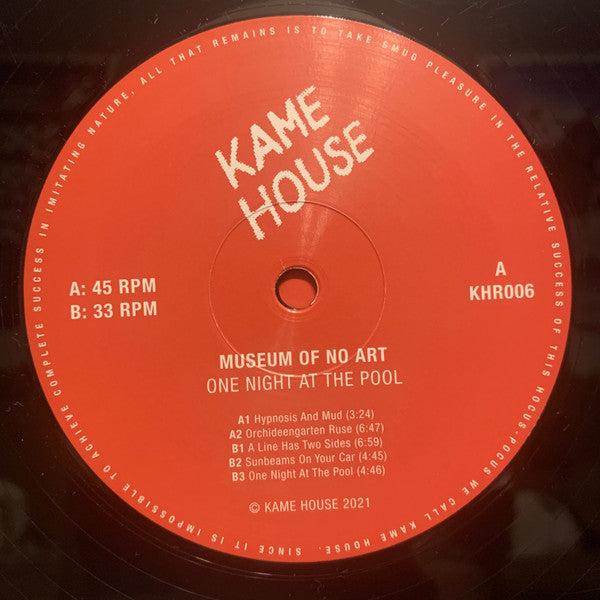 SINCE IT IS IMPOSSIBLE TO ACHIEVE COMPLETE SUCCESS IN IMITATING NATURE, ALL THAT REMAINS IS TO TAKE SMUG PLEASURE IN THE RELATIVE SUCCESS OF THIS HOCUS-POCUS WE CALL KAME HOUSE.
KAME
HOUSE
A: 45 RPM
B: 33 RPM
A
KHR006
MUSEUM OF NO ART
ONE NIGHT AT THE POOL
A1 Hypnosis And Mud (3:24)
A2 Orchideengarten Ruse (6:47)
B1 A Line Has Two Sides (6:59)
B2 Sunbeams On Your Car (4:45)
B3 One Night At The Pool (4:46)
© KAME HOUSE 2021